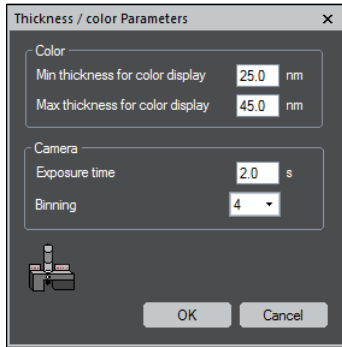 Thickness / color Parameters
Color
Min thickness for color display 25.0 nm
Max thickness for color display 45.0 nm
Camera
Exposure time 2.0 s
Binning 4
OK Cancel